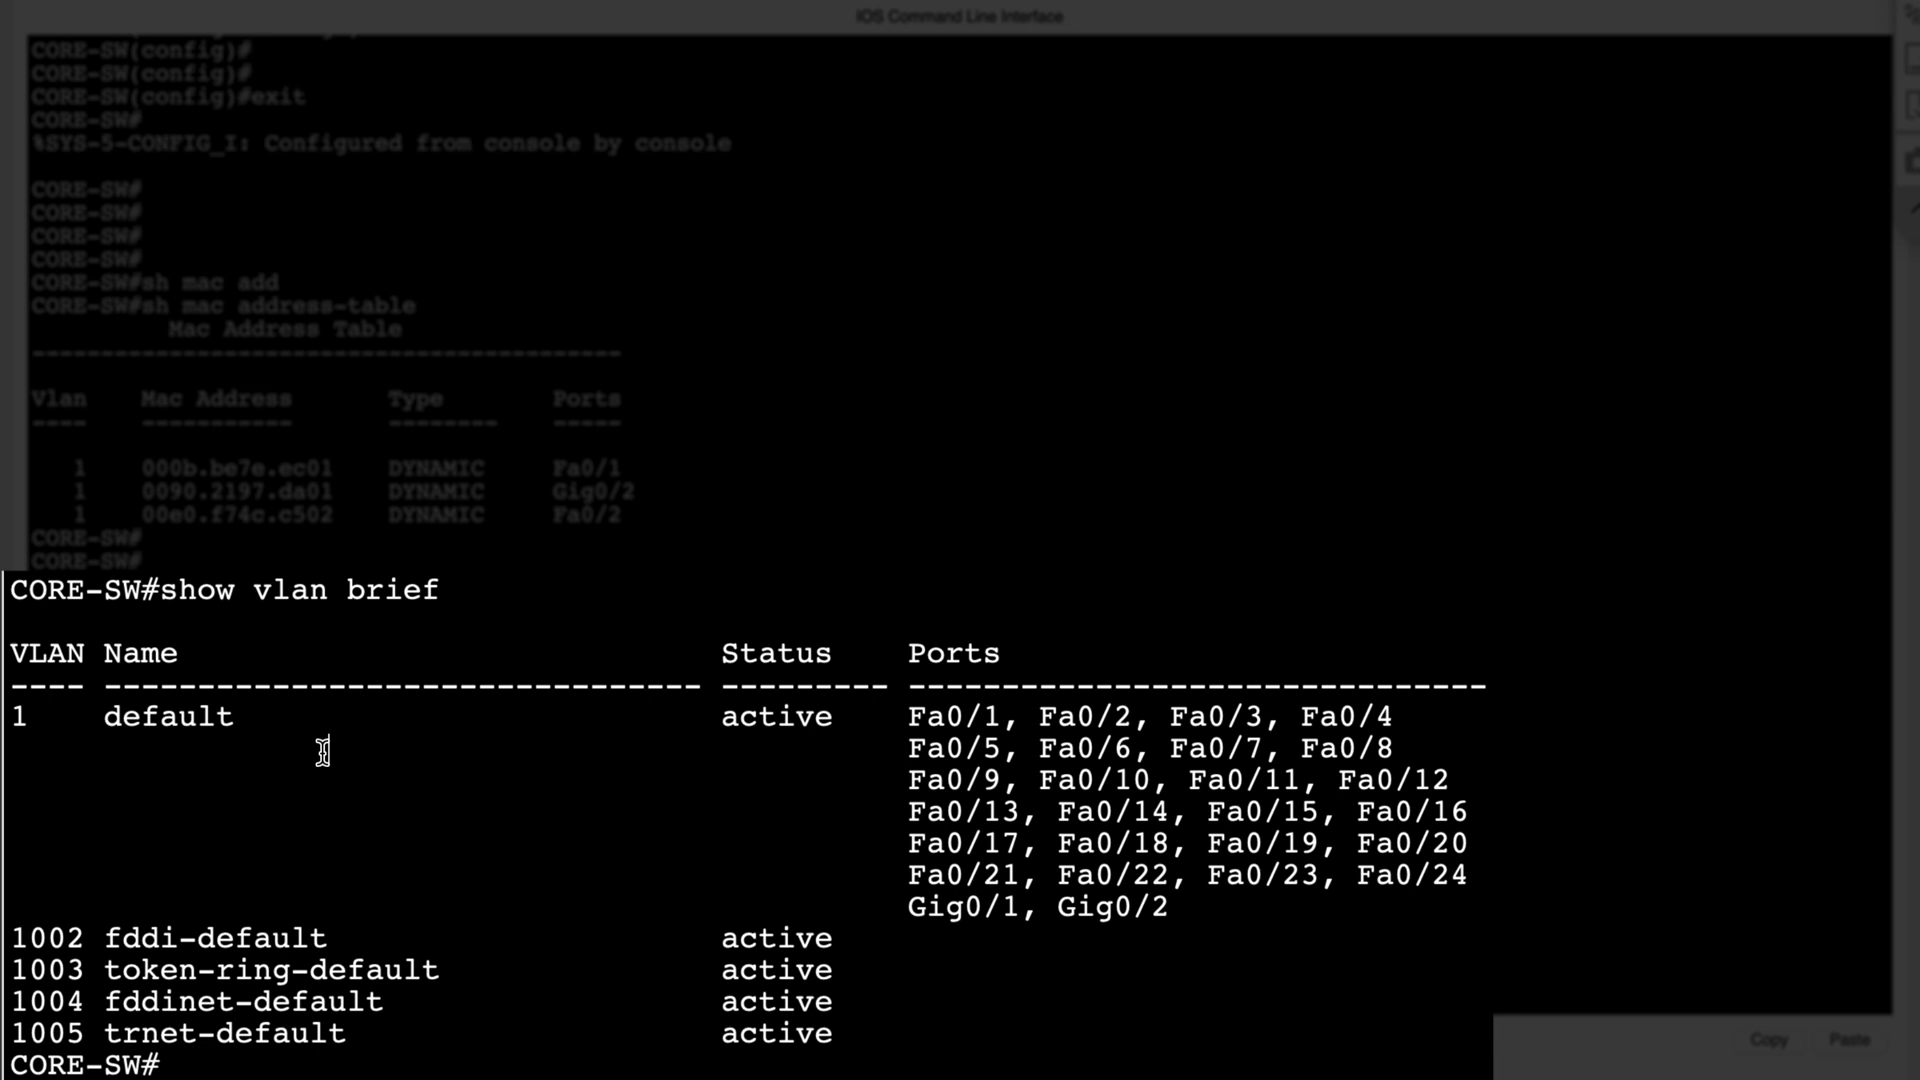 IOS Command Line Interface
CORE-SW(config)#
CORE-SW(config)#
CORE-SW(config)#exit
CORE-SW#
%SYS-5-CONFIG_I: Configured from console by console
CORE-SW#
CORE-SW#
CORE-SW#
CORE-SW#
CORE-SW#sh mac add
CORE-SW#sh mac address-table
Mac Address Table
-------------------------------------------
Vlan    Mac Address       Type        Ports
----    -----------       --------    -----
1    000b.be7e.ec01    DYNAMIC     Fa0/1
1    0090.2197.da01    DYNAMIC     Gig0/2
1    00e0.f74c.c502    DYNAMIC     Fa0/2
CORE-SW#
CORE-SW#
CORE-SW#show vlan brief
VLAN Name                             Status    Ports
---- -------------------------------- --------- -------------------------------
1    default                          active    Fa0/1, Fa0/2, Fa0/3, Fa0/4
Fa0/5, Fa0/6, Fa0/7, Fa0/8
Fa0/9, Fa0/10, Fa0/11, Fa0/12
Fa0/13, Fa0/14, Fa0/15, Fa0/16
Fa0/17, Fa0/18, Fa0/19, Fa0/20
Fa0/21, Fa0/22, Fa0/23, Fa0/24
Gig0/1, Gig0/2
1002 fddi-default                     active
1003 token-ring-default               active
1004 fddinet-default                  active
1005 trnet-default                    active
CORE-SW#
Copy Paste